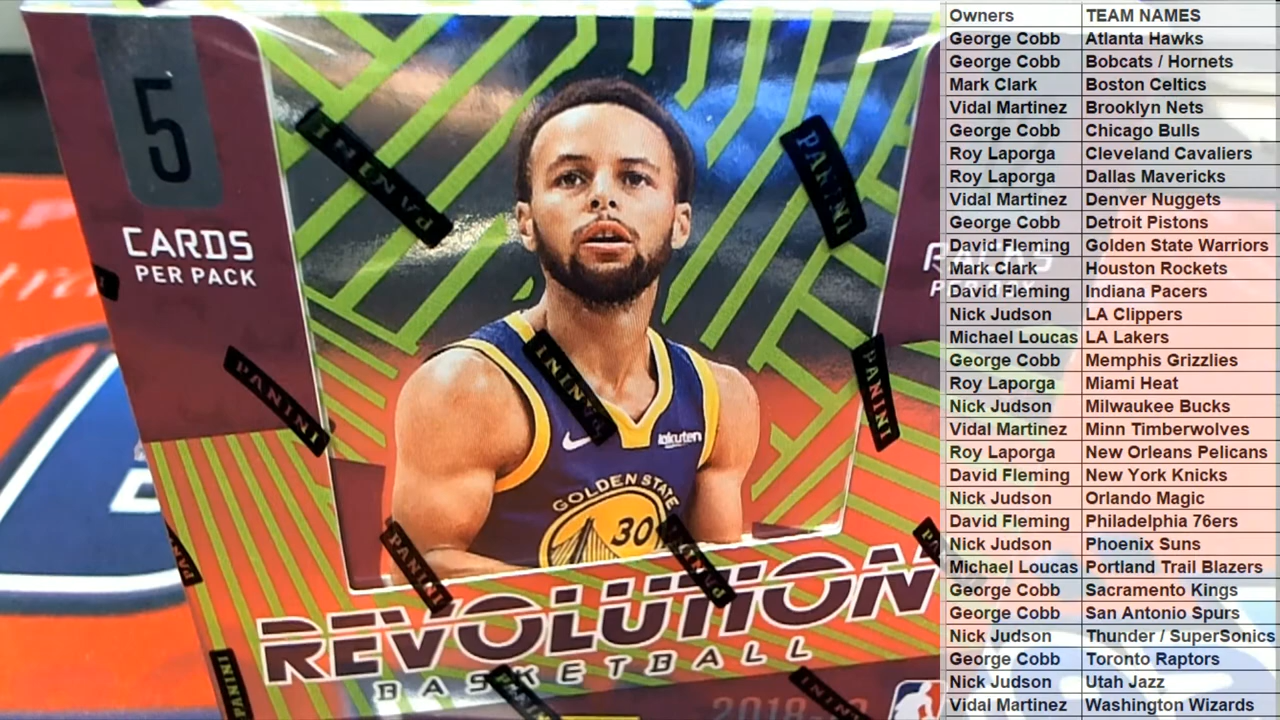 5
CARDS
PER PACK
PANINI
PANINI
PANINI
PANINI
PANINI
PANINI
PANINI
PANINI
rakuten
GOLDEN STATE
30
REVOLUTION
BASKETBALL
2018-
Owners TEAM NAMES
George Cobb Atlanta Hawks
George Cobb Bobcats / Hornets
Mark Clark Boston Celtics
Vidal Martinez Brooklyn Nets
George Cobb Chicago Bulls
Roy Laporga Cleveland Cavaliers
Roy Laporga Dallas Mavericks
Vidal Martinez Denver Nuggets
George Cobb Detroit Pistons
David Fleming Golden State Warriors
Mark Clark Houston Rockets
David Fleming Indiana Pacers
Nick Judson LA Clippers
Michael Loucas LA Lakers
George Cobb Memphis Grizzlies
Roy Laporga Miami Heat
Nick Judson Milwaukee Bucks
Vidal Martinez Minn Timberwolves
Roy Laporga New Orleans Pelicans
David Fleming New York Knicks
Nick Judson Orlando Magic
David Fleming Philadelphia 76ers
Nick Judson Phoenix Suns
Michael Loucas Portland Trail Blazers
George Cobb Sacramento Kings
George Cobb San Antonio Spurs
Nick Judson Thunder / SuperSonics
George Cobb Toronto Raptors
Nick Judson Utah Jazz
Vidal Martinez Washington Wizards